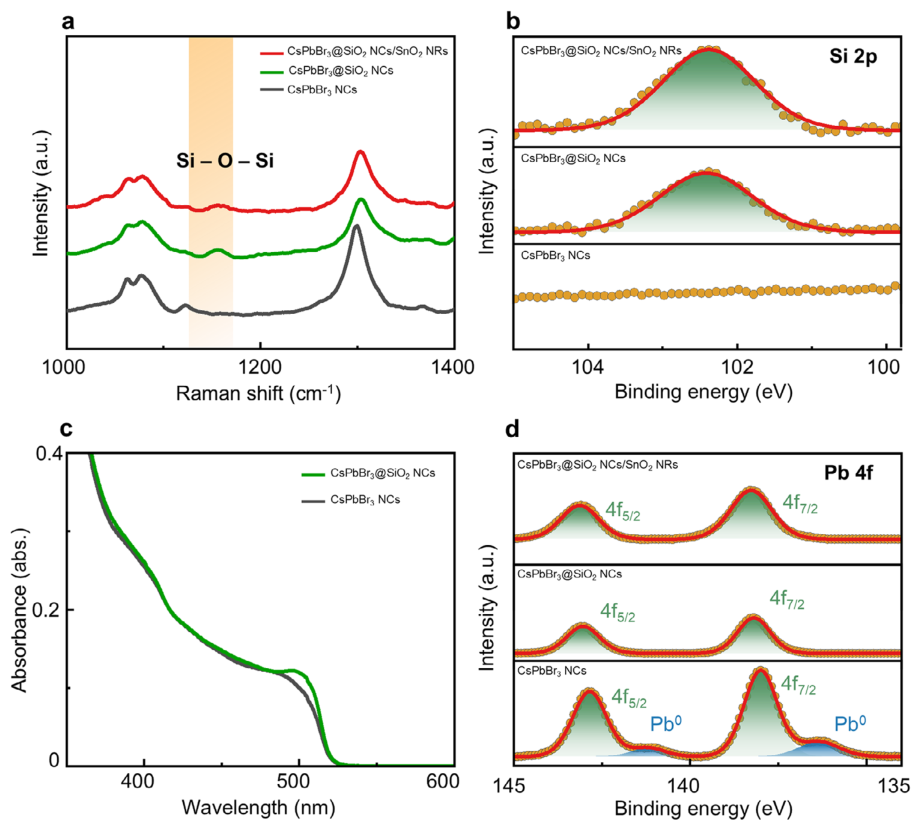 a
CsPbBr₃@SiO₂ NCs/SnO₂ NRs
CsPbBr₃@SiO₂ NCs
CsPbBr₃ NCs
Si – O – Si
Intensity (a.u.)
1000 1200 1400
Raman shift (cm⁻¹)
b
CsPbBr₃@SiO₂ NCs/SnO₂ NRs
Si 2p
CsPbBr₃@SiO₂ NCs
CsPbBr₃ NCs
Intensity (a.u.)
104 102 100
Binding energy (eV)
c
0.4
CsPbBr₃@SiO₂ NCs
CsPbBr₃ NCs
0.2
0
Absorbance (abs.)
400 500 600
Wavelength (nm)
d
CsPbBr₃@SiO₂ NCs/SnO₂ NRs
Pb 4f
4f₅/₂
4f₇/₂
CsPbBr₃@SiO₂ NCs
4f₅/₂
4f₇/₂
CsPbBr₃ NCs
4f₅/₂
4f₇/₂
Pb⁰
Pb⁰
Intensity (a.u.)
145 140 135
Binding energy (eV)